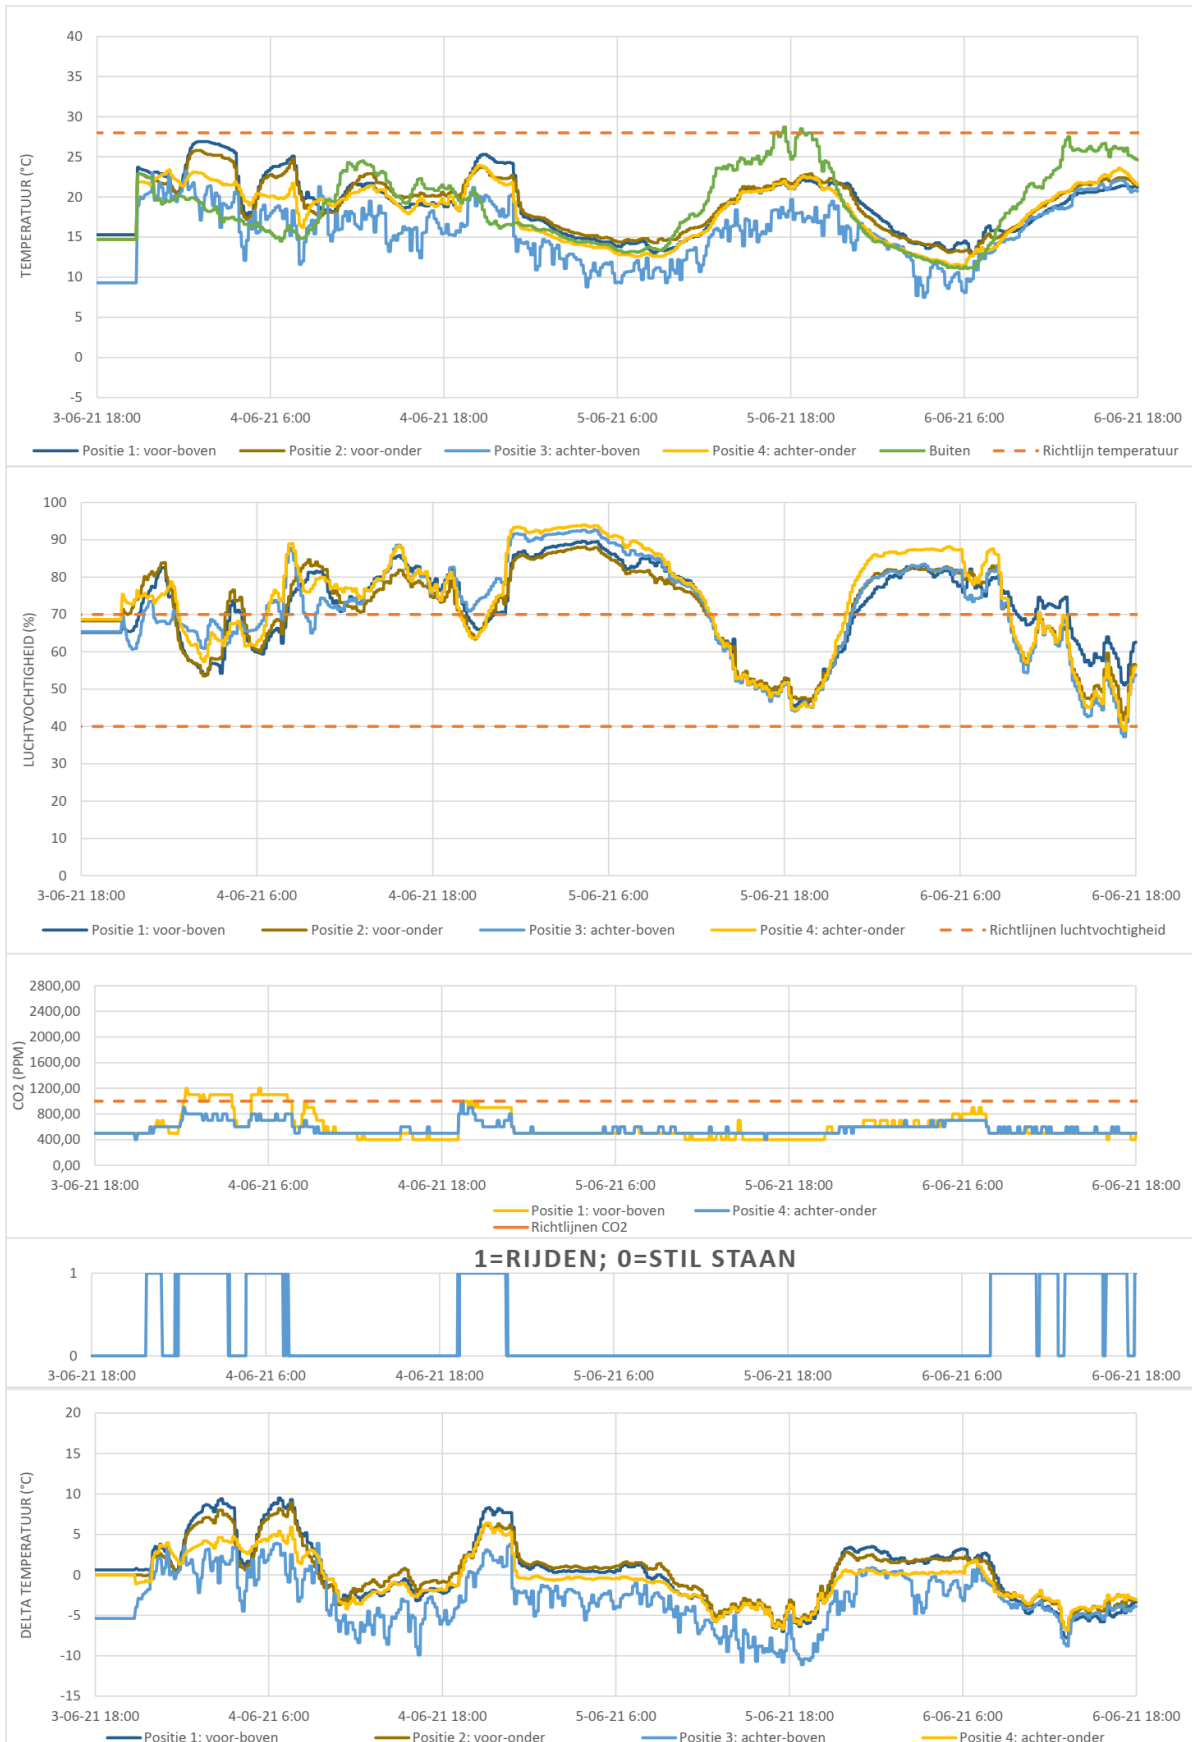 TEMPERATUUR (°C)
40
35
30
25
20
15
10
5
0
-5
3-06-21 18:00 4-06-21 6:00 4-06-21 18:00 5-06-21 6:00 5-06-21 18:00 6-06-21 6:00 6-06-21 18:00
Positie 1: voor-boven Positie 2: voor-onder Positie 3: achter-boven Positie 4: achter-onder Buiten Richtlijn temperatuur
LUCHTVOCHTIGHEID (%)
100
90
80
70
60
50
40
30
20
10
0
3-06-21 18:00 4-06-21 6:00 4-06-21 18:00 5-06-21 6:00 5-06-21 18:00 6-06-21 6:00 6-06-21 18:00
Positie 1: voor-boven Positie 2: voor-onder Positie 3: achter-boven Positie 4: achter-onder Richtlijnen luchtvochtigheid
CO2 (PPM)
2800,00
2400,00
2000,00
1600,00
1200,00
800,00
400,00
0,00
3-06-21 18:00 4-06-21 6:00 4-06-21 18:00 5-06-21 6:00 5-06-21 18:00 6-06-21 6:00 6-06-21 18:00
Positie 1: voor-boven Positie 4: achter-onder
Richtlijnen CO2
1=RIJDEN; 0=STIL STAAN
1
0
3-06-21 18:00 4-06-21 6:00 4-06-21 18:00 5-06-21 6:00 5-06-21 18:00 6-06-21 6:00 6-06-21 18:00
DELTA TEMPERATUUR (°C)
20
15
10
5
0
-5
-10
-15
3-06-21 18:00 4-06-21 6:00 4-06-21 18:00 5-06-21 6:00 5-06-21 18:00 6-06-21 6:00 6-06-21 18:00
Positie 1: voor-boven Positie 2: voor-onder Positie 3: achter-boven Positie 4: achter-onder